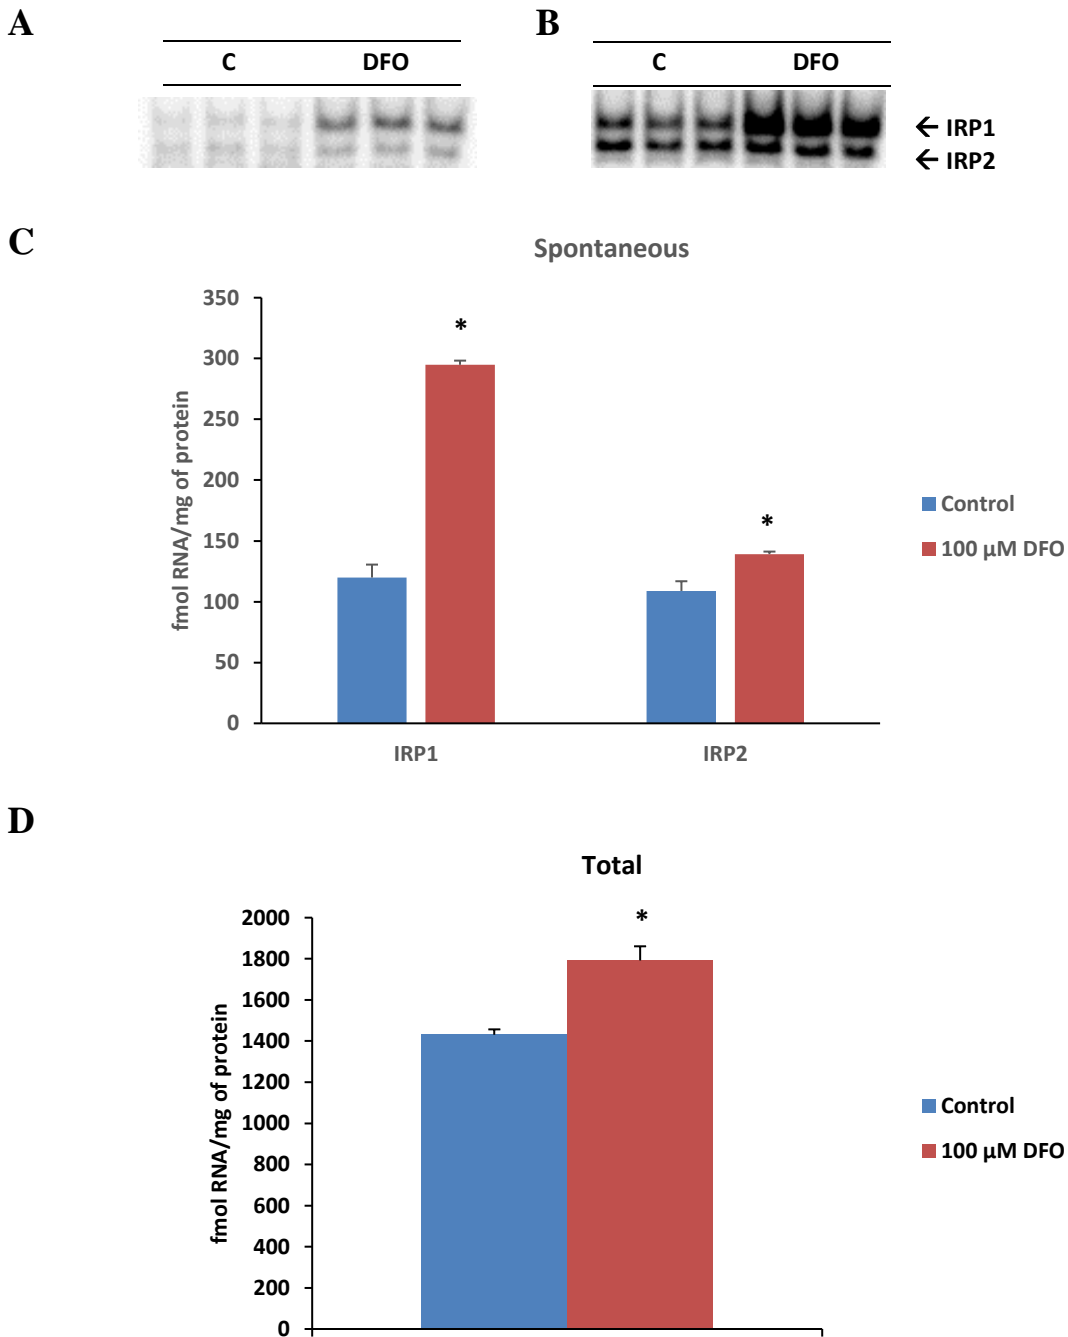 A
B
C DFO
C DFO
← IRP1
← IRP2
C
Spontaneous
350
300
250
200
150
100
50
0
fmol RNA/mg of protein
*
*
IRP1
IRP2
Control
100 µM DFO
D
Total
2000
1800
1600
1400
1200
1000
800
600
400
200
0
fmol RNA/mg of protein
*
Control
100 µM DFO